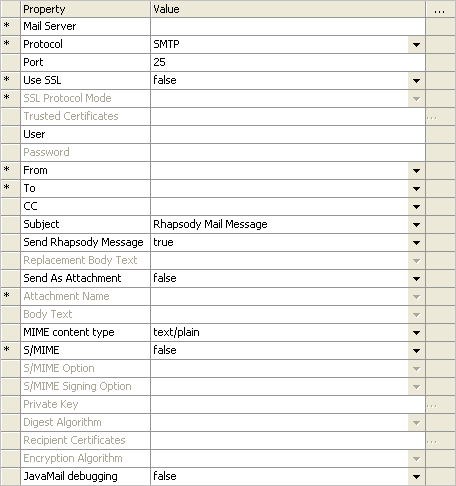 Property Value ...
* Mail Server
* Protocol SMTP
Port 25
* Use SSL false
* SSL Protocol Mode
Trusted Certificates ...
User
Password
* From
* To
CC
Subject Rhapsody Mail Message
Send Rhapsody Message true
Replacement Body Text
Send As Attachment false
* Attachment Name
Body Text
MIME content type text/plain
* S/MIME false
S/MIME Option
S/MIME Signing Option
Private Key ...
Digest Algorithm
Recipient Certificates ...
Encryption Algorithm
JavaMail debugging false